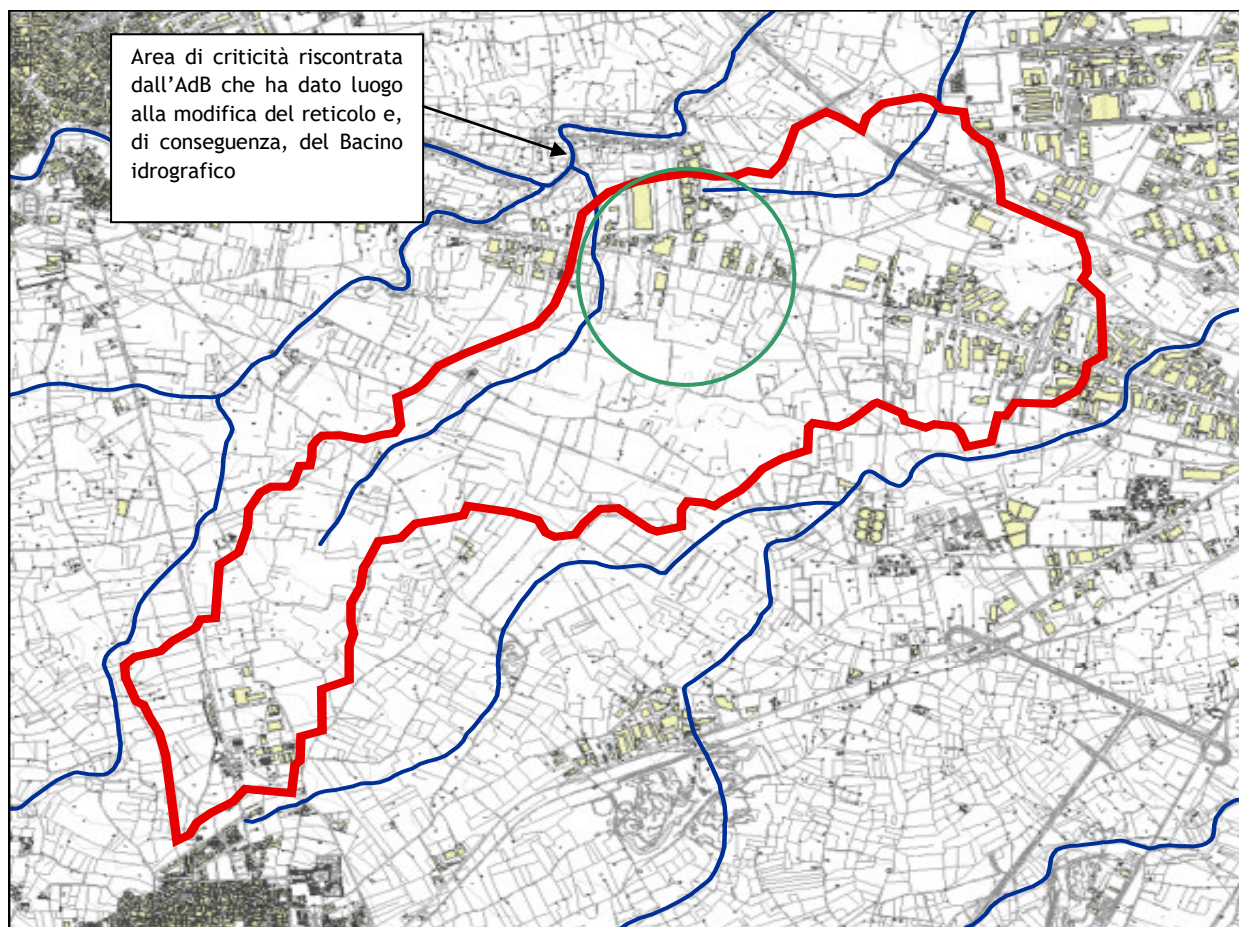 Area di criticità riscontrata
dall'AdB che ha dato luogo
alla modifica del reticolo e,
di conseguenza, del Bacino
idrografico